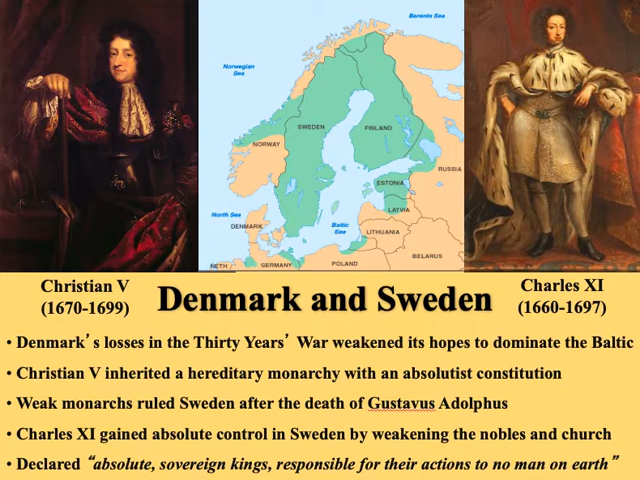 Barents Sea
Norwegian
Sea
SWEDEN
FINLAND
NORWAY
RUSSIA
ESTONIA
North Sea
LATVIA
DENMARK
Baltic
Sea
LITHUANIA
BELARUS
NETH
GERMANY
POLAND
Christian V
(1670-1699)
Denmark and Sweden
Charles XI
(1660-1697)
• Denmark’s losses in the Thirty Years’ War weakened its hopes to dominate the Baltic
• Christian V inherited a hereditary monarchy with an absolutist constitution
• Weak monarchs ruled Sweden after the death of Gustavus Adolphus
• Charles XI gained absolute control in Sweden by weakening the nobles and church
• Declared “absolute, sovereign kings, responsible for their actions to no man on earth”